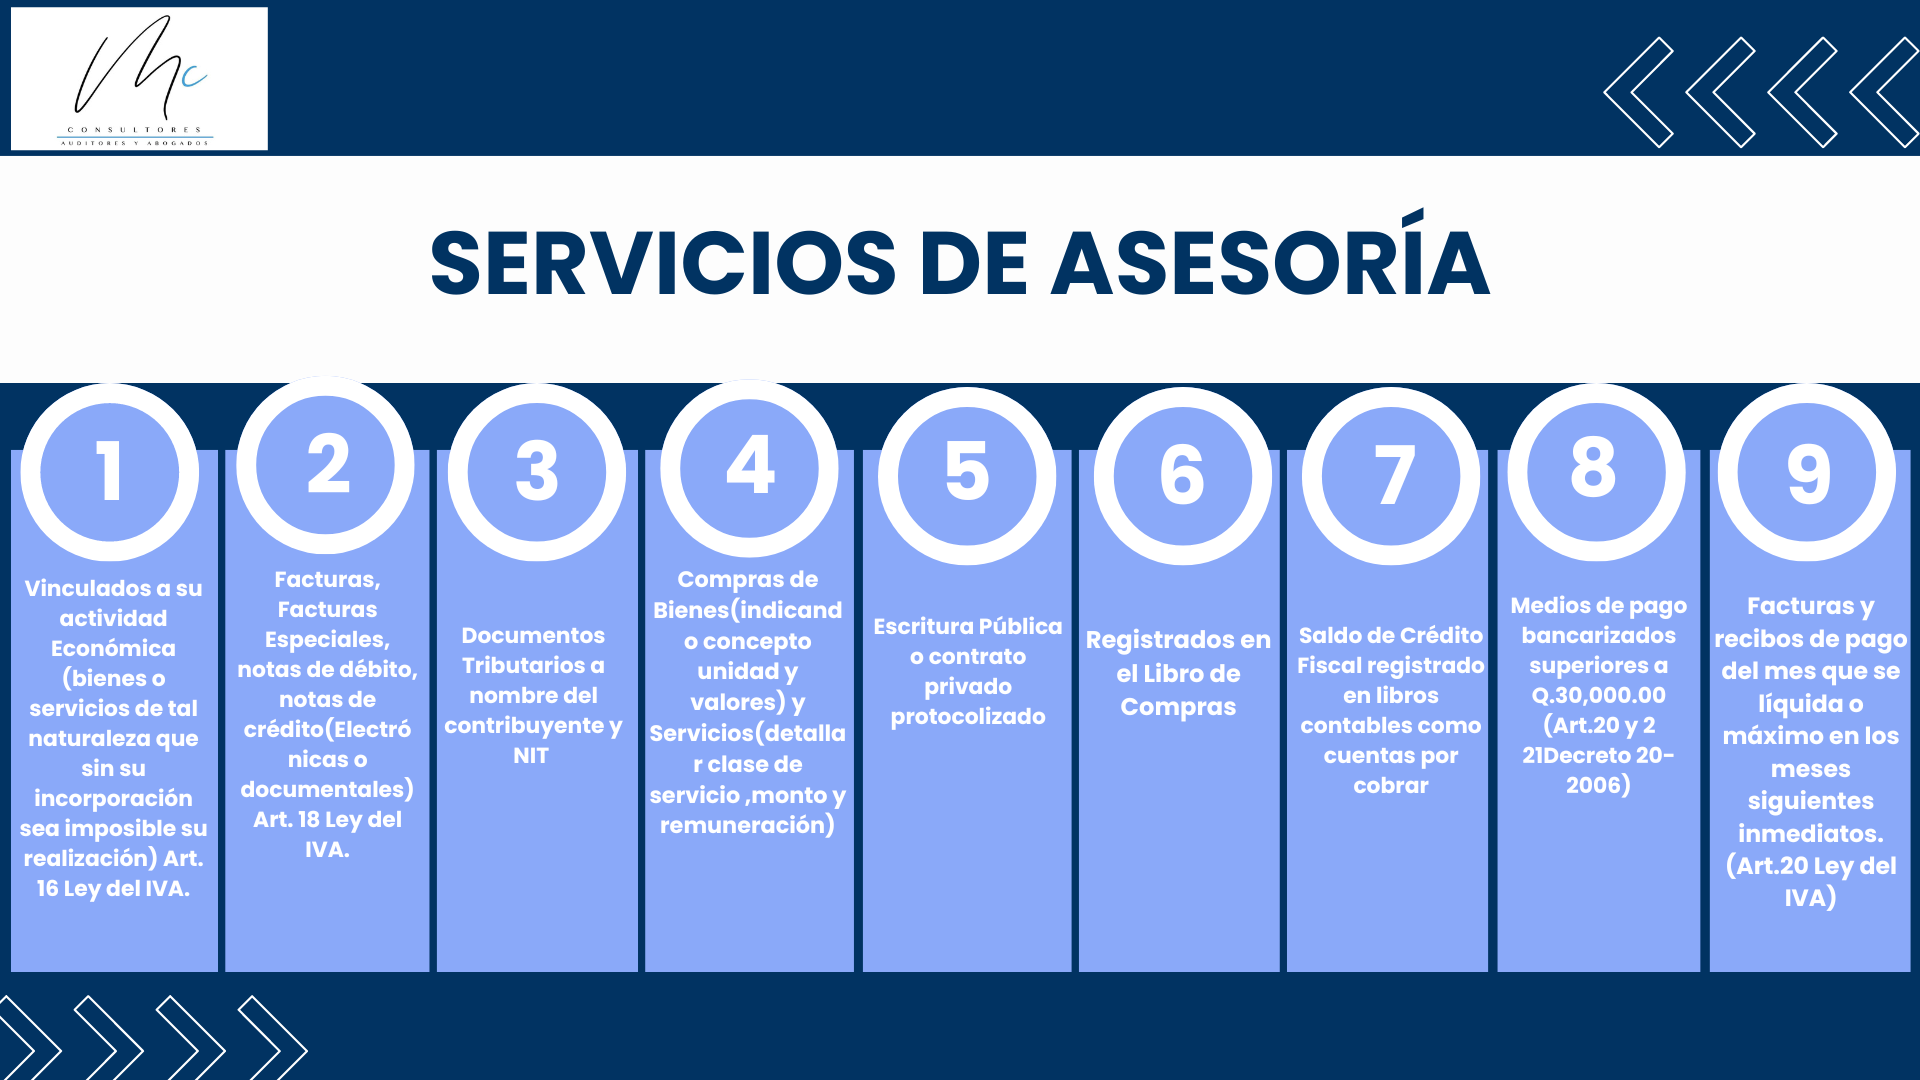 Mc
CONSULTORES
AUDITORES Y ABOGADOS
SERVICIOS DE ASESORÍA
1
Vinculados a su
actividad
Económica
(bienes o
servicios de tal
naturaleza que
sin su
incorporación
sea imposible su
realización) Art.
16 Ley del IVA.
2
Facturas,
Facturas
Especiales,
notas de débito,
notas de
crédito(Electró
nicas o
documentales)
Art. 18 Ley del
IVA.
3
Documentos
Tributarios a
nombre del
contribuyente y
NIT
4
Compras de
Bienes(indicand
o concepto
unidad y
valores) y
Servicios(detalla
r clase de
servicio ,monto y
remuneración)
5
Escritura Pública
o contrato
privado
protocolizado
6
Registrados en
el Libro de
Compras
7
Saldo de Crédito
Fiscal registrado
en libros
contables como
cuentas por
cobrar
8
Medios de pago
bancarizados
superiores a
Q.30,000.00
(Art.20 y 2
21Decreto 20-
2006)
9
Facturas y
recibos de pago
del mes que se
líquida o
máximo en los
meses
siguientes
inmediatos.
(Art.20 Ley del
IVA)